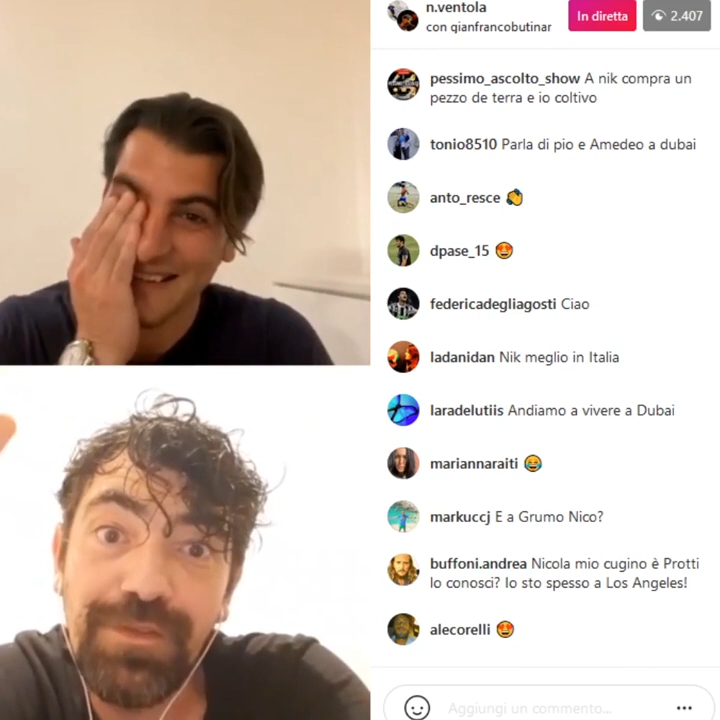 n.ventola
con gianfrancobutinar
In diretta
2.407
pessimo_ascolto_show A nik compra un
pezzo de terra e io coltivo
tonio8510 Parla di pio e Amedeo a dubai
anto_resce
dpase_15
federicadegliagosti Ciao
ladanidan Nik meglio in Italia
laradelutiis Andiamo a vivere a Dubai
mariannaraiti
markuccj E a Grumo Nico?
buffoni.andrea Nicola mio cugino è Protti
lo conosci? Io sto spesso a Los Angeles!
alecorelli
Aggiungi un commento...